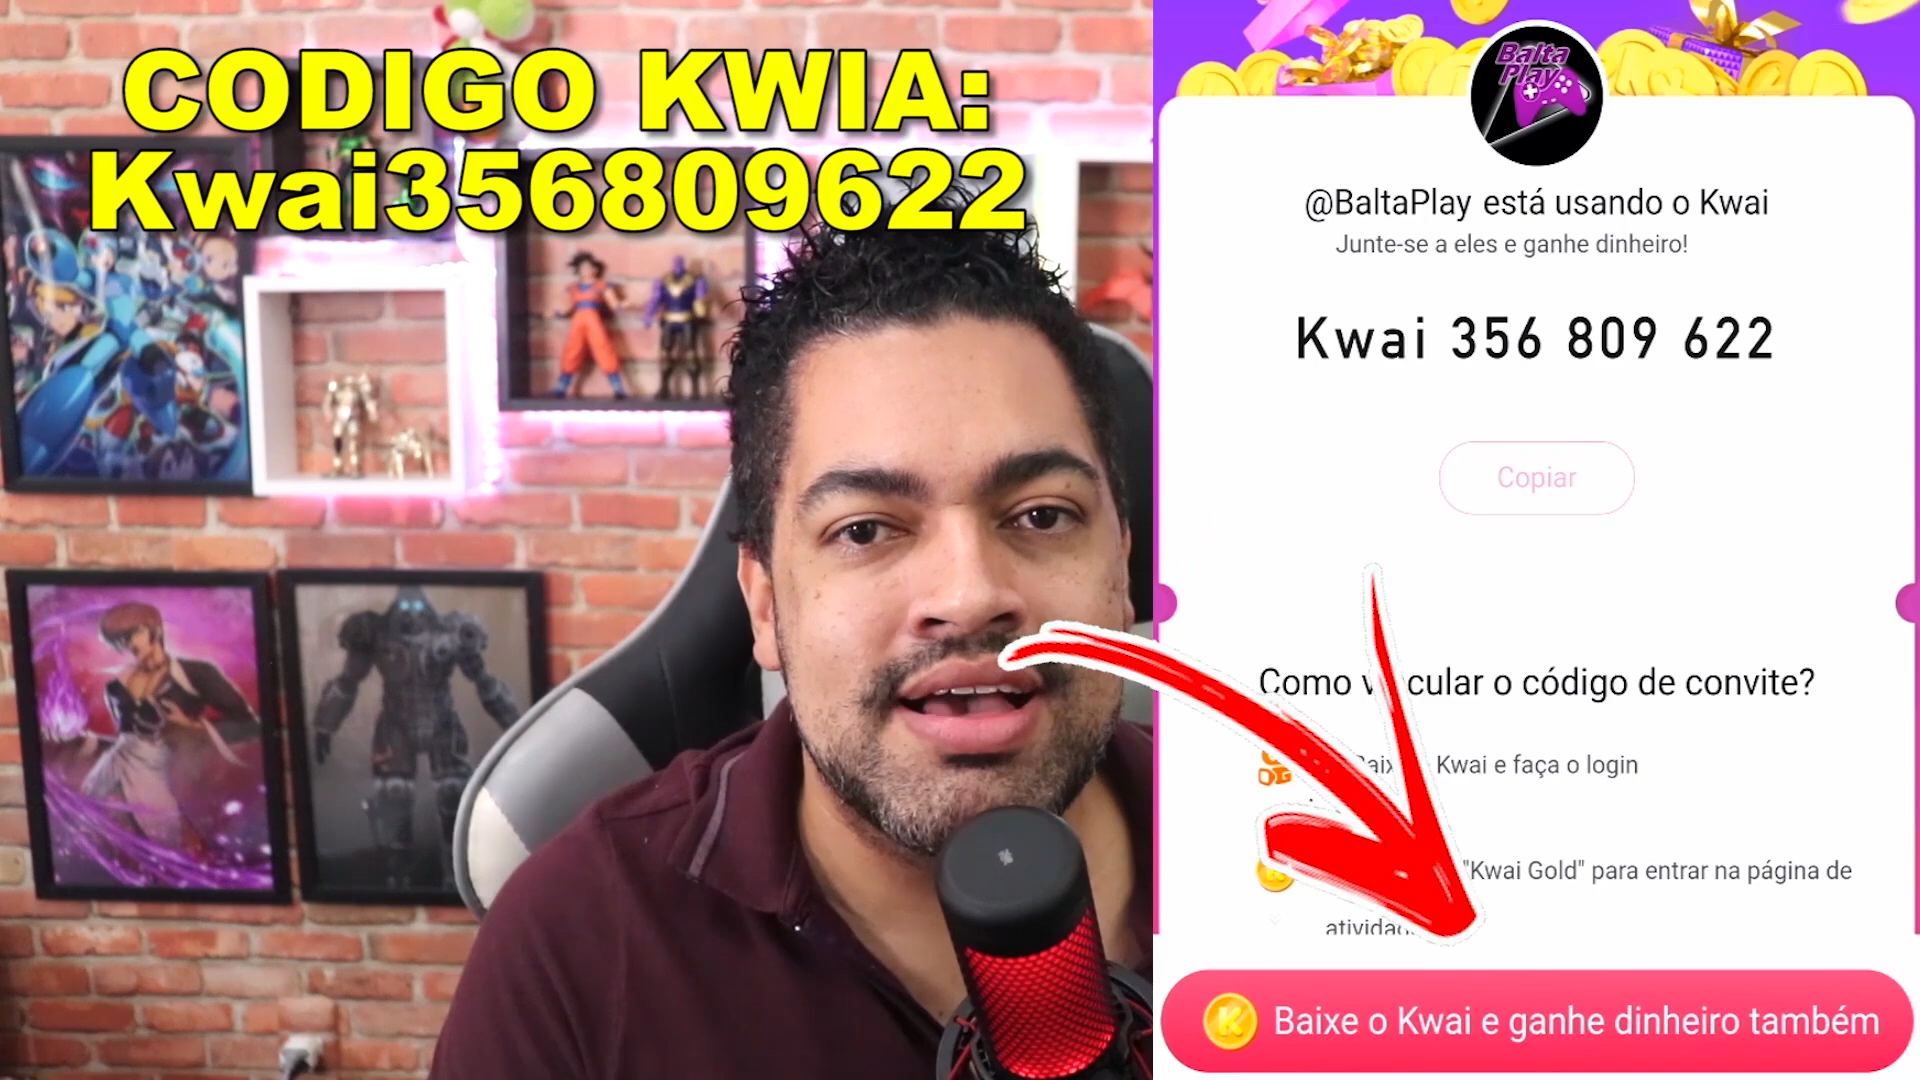 CODIGO KWIA:
Kwai356809622
Balta
Play
@BaltaPlay está usando o Kwai
Junte-se a eles e ganhe dinheiro!
Kwai 356 809 622
Copiar
Como v cular o código de convite?
Kwai e faça o login
"Kwai Gold" para entrar na página de
Baixe o Kwai e ganhe dinheiro também